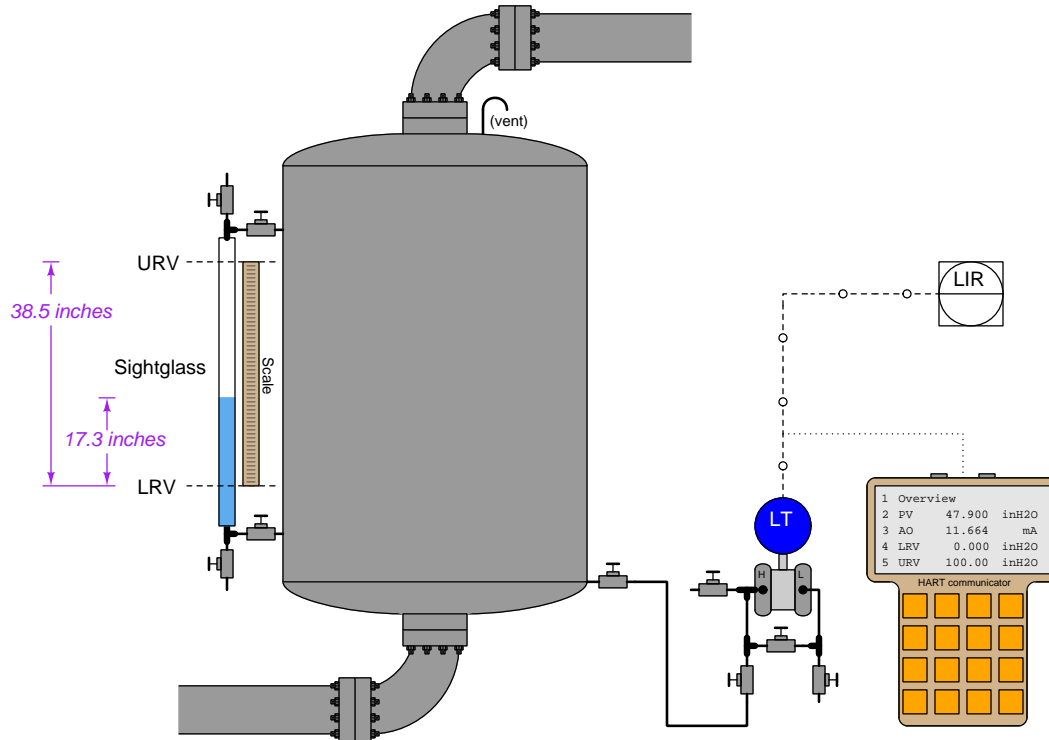 (vent)
URV
38.5 inches
Sightglass
Scale
17.3 inches
LRV
LIR
LT
H
L
1 Overview
2 PV 47.900 inH2O
3 AO 11.664 mA
4 LRV 0.000 inH2O
5 URV 100.00 inH2O
HART communicator